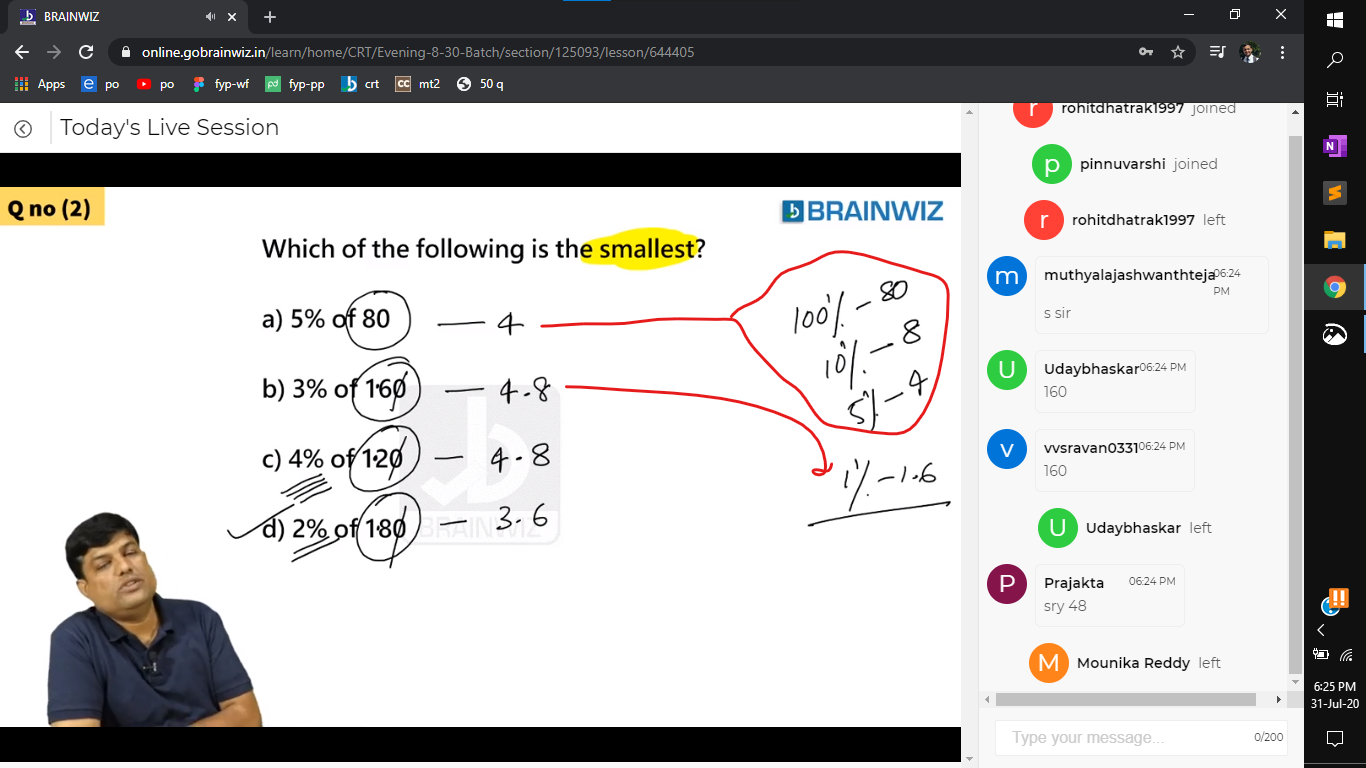 BRAINWIZ
online.gobrainwiz.in/learn/home/CRT/Evening-8-30-Batch/section/125093/lesson/644405
Apps po po fyp-wf fyp-pp crt mt2 50 q
Today's Live Session
Q no (2)
BRAINWIZ
Which of the following is the smallest?
a) 5% of 80 — 4
b) 3% of 160 — 4.8
c) 4% of 120 — 4.8
d) 2% of 180 — 3.6
BRAINWIZ
100% - 80
10% - 8
5% - 4
1% - 1.6
r rohitdhatrak1997 joined
p pinnuvarshi joined
r rohitdhatrak1997 left
m muthyalajashwanthteja 06:24 PM
s sir
U Udaybhaskar 06:24 PM
160
v vvsravan0331 06:24 PM
160
U Udaybhaskar left
P Prajakta 06:24 PM
sry 48
M Mounika Reddy left
Type your message... 0/200
6:25 PM
31-Jul-20